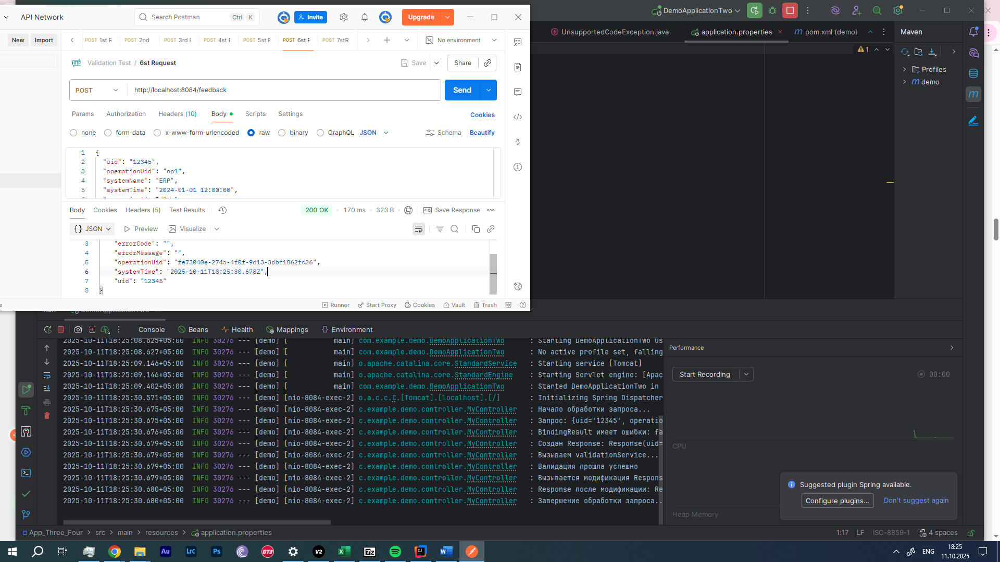 API Network
Search Postman Ctrl K
Invite
Upgrade
New Import
POST 1st F POST 2nd POST 3rd F POST 4st F POST 5st F POST 6st F POST 7stR
No environment
HTTP Validation Test / 6st Request
Save Share
POST http://localhost:8084/feedback Send
Params Authorization Headers (10) Body Scripts Settings Cookies
none form-data x-www-form-urlencoded raw binary GraphQL JSON Schema Beautify
1 {
2 "uid": "12345",
3 "operationUid": "op1",
4 "systemName": "ERP",
5 "systemTime": "2024-01-01 12:00:00",
Body Cookies Headers (5) Test Results 200 OK • 170 ms • 323 B • e.g. Save Response
{} JSON Preview Visualize
3 "errorCode": "",
4 "errorMessage": "",
5 "operationUid": "fe73040e-274a-4f0f-9d13-3dbf1862fc36",
6 "systemTime": "2025-10-11T18:25:30.678Z",
7 "uid": "12345"
8 }
Runner Start Proxy Cookies Vault Trash
DemoApplicationTwo
UnsupportedCodeException.java application.properties pom.xml (demo)
1
Maven
Profiles
demo
Console Beans Health Mappings Environment
2025-10-11T18:25:08.625+05:00 INFO 30276 --- [demo] [ main] com.example.demo.DemoApplicationTwo : Starting DemoApplicationTwo us
2025-10-11T18:25:08.627+05:00 INFO 30276 --- [demo] [ main] com.example.demo.DemoApplicationTwo : No active profile set, falling
2025-10-11T18:25:09.146+05:00 INFO 30276 --- [demo] [ main] o.apache.catalina.core.StandardService : Starting service [Tomcat]
2025-10-11T18:25:09.146+05:00 INFO 30276 --- [demo] [ main] o.apache.catalina.core.StandardEngine : Starting Servlet engine: [Apac
2025-10-11T18:25:09.402+05:00 INFO 30276 --- [demo] [ main] com.example.demo.DemoApplicationTwo : Started DemoApplicationTwo in
2025-10-11T18:25:30.571+05:00 INFO 30276 --- [demo] [nio-8084-exec-2] o.a.c.c.C.[Tomcat].[localhost].[/] : Initializing Spring Dispatcher
2025-10-11T18:25:30.675+05:00 INFO 30276 --- [demo] [nio-8084-exec-2] c.example.demo.controller.MyController : Начало обработки запроса...
2025-10-11T18:25:30.675+05:00 INFO 30276 --- [demo] [nio-8084-exec-2] c.example.demo.controller.MyController : Запрос: {uid='12345', operatio
2025-10-11T18:25:30.676+05:00 INFO 30276 --- [demo] [nio-8084-exec-2] c.example.demo.controller.MyController : BindingResult имеет ошибки: fa
2025-10-11T18:25:30.679+05:00 INFO 30276 --- [demo] [nio-8084-exec-2] c.example.demo.controller.MyController : Создан Response: Response(uid=
2025-10-11T18:25:30.679+05:00 INFO 30276 --- [demo] [nio-8084-exec-2] c.example.demo.controller.MyController : Вызываем validationService...
2025-10-11T18:25:30.679+05:00 INFO 30276 --- [demo] [nio-8084-exec-2] c.example.demo.controller.MyController : Валидация прошла успешно
2025-10-11T18:25:30.679+05:00 INFO 30276 --- [demo] [nio-8084-exec-2] c.example.demo.controller.MyController : Вызывается модификация Respons
2025-10-11T18:25:30.680+05:00 INFO 30276 --- [demo] [nio-8084-exec-2] c.example.demo.controller.MyController : Response после модификации: Re
2025-10-11T18:25:30.680+05:00 INFO 30276 --- [demo] [nio-8084-exec-2] c.example.demo.controller.MyController : Завершение обработки запроса..
Performance
Start Recording 00:00
CPU
Heap Memory
Suggested plugin Spring available.
Configure plugins... Don't suggest again
App_Three_Four > src > main > resources > application.properties
1:17 LF ISO-8859-1 4 spaces
Au Lrc Ps GT3 V2 7z
ENG 18:25
11.10.2025